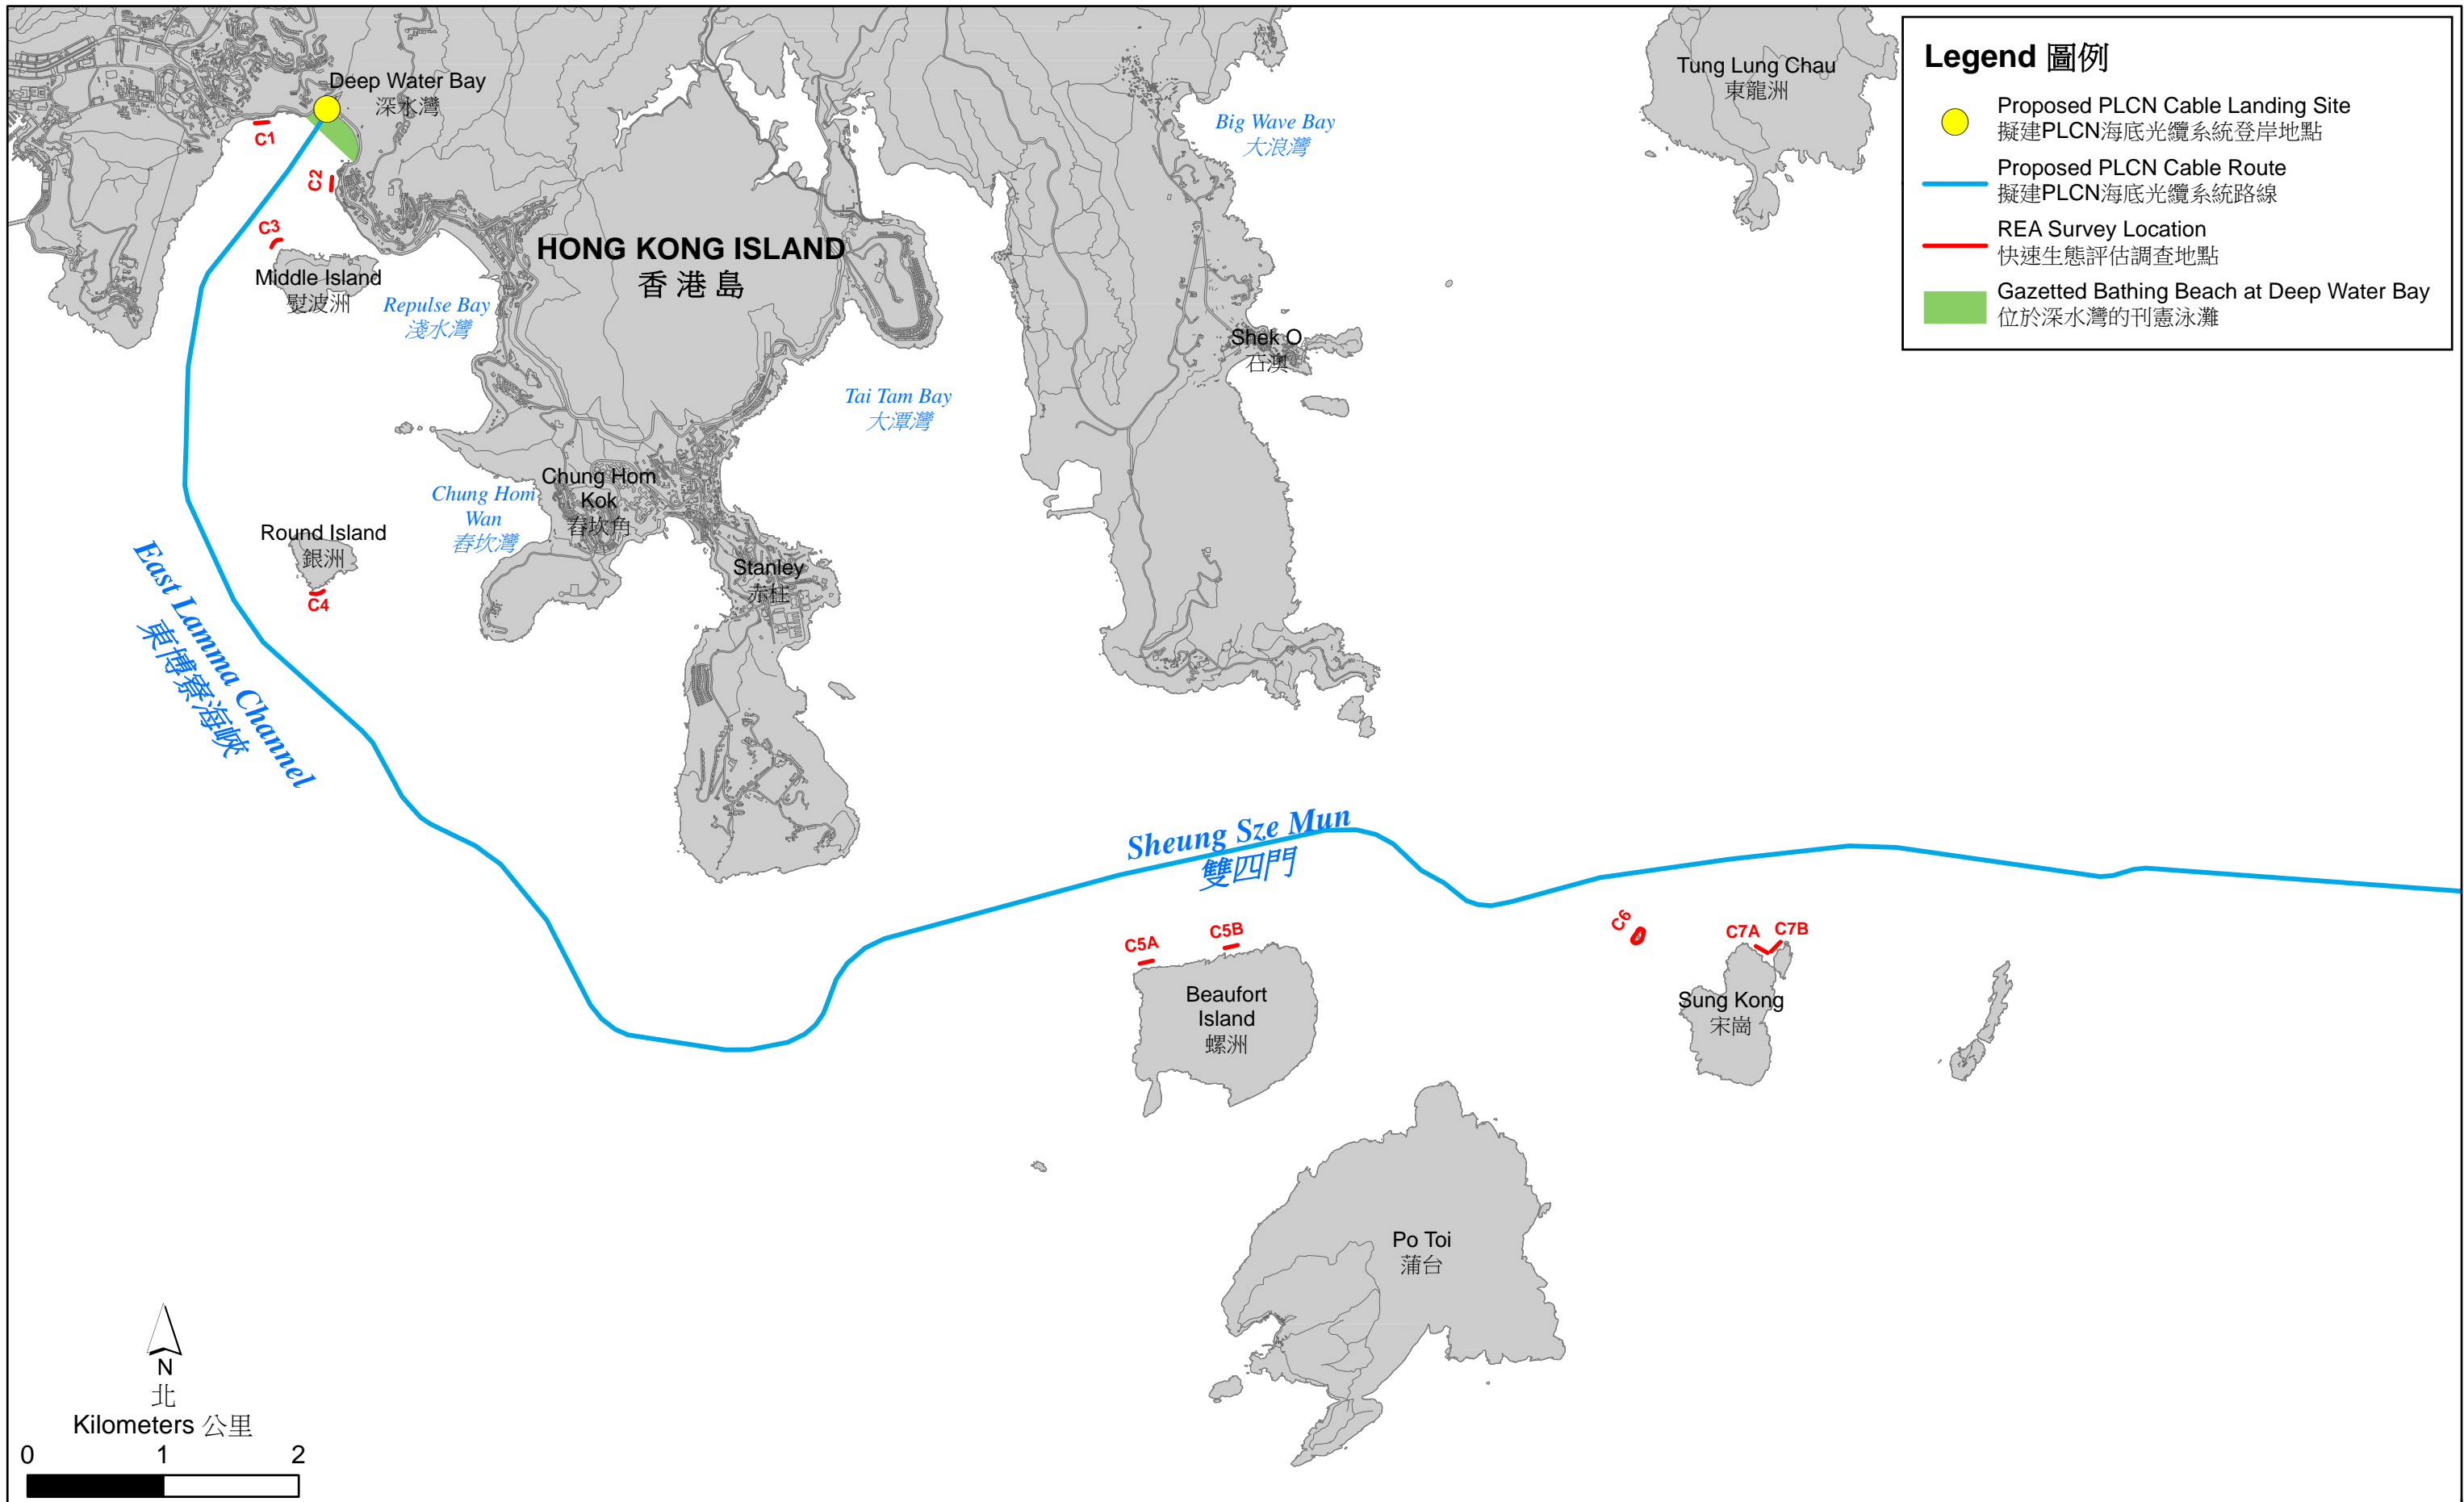 Legend 圖例
Proposed PLCN Cable Landing Site
擬建PLCN海底光纜系統登岸地點
Proposed PLCN Cable Route
擬建PLCN海底光纜系統路線
REA Survey Location
快速生態評估調查地點
Gazetted Bathing Beach at Deep Water Bay
位於深水灣的刊憲泳灘
Deep Water Bay
深水灣
Tung Lung Chau
東龍洲
Big Wave Bay
大浪灣
C1
C2
C3
HONG KONG ISLAND
香港島
Middle Island
熨波洲
Repulse Bay
淺水灣
Shek O
石澳
Tai Tam Bay
大潭灣
Chung Hom
Kok
舂坎角
Chung Hom
Wan
舂坎灣
Round Island
銀洲
C4
Stanley
赤柱
East Lamma Channel
東博寮海峽
Sheung Sze Mun
雙四門
C5A
C5B
C6
C7A
C7B
Beaufort
Island
螺洲
Sung Kong
宋崗
Po Toi
蒲台
N
北
Kilometers 公里
0 1 2